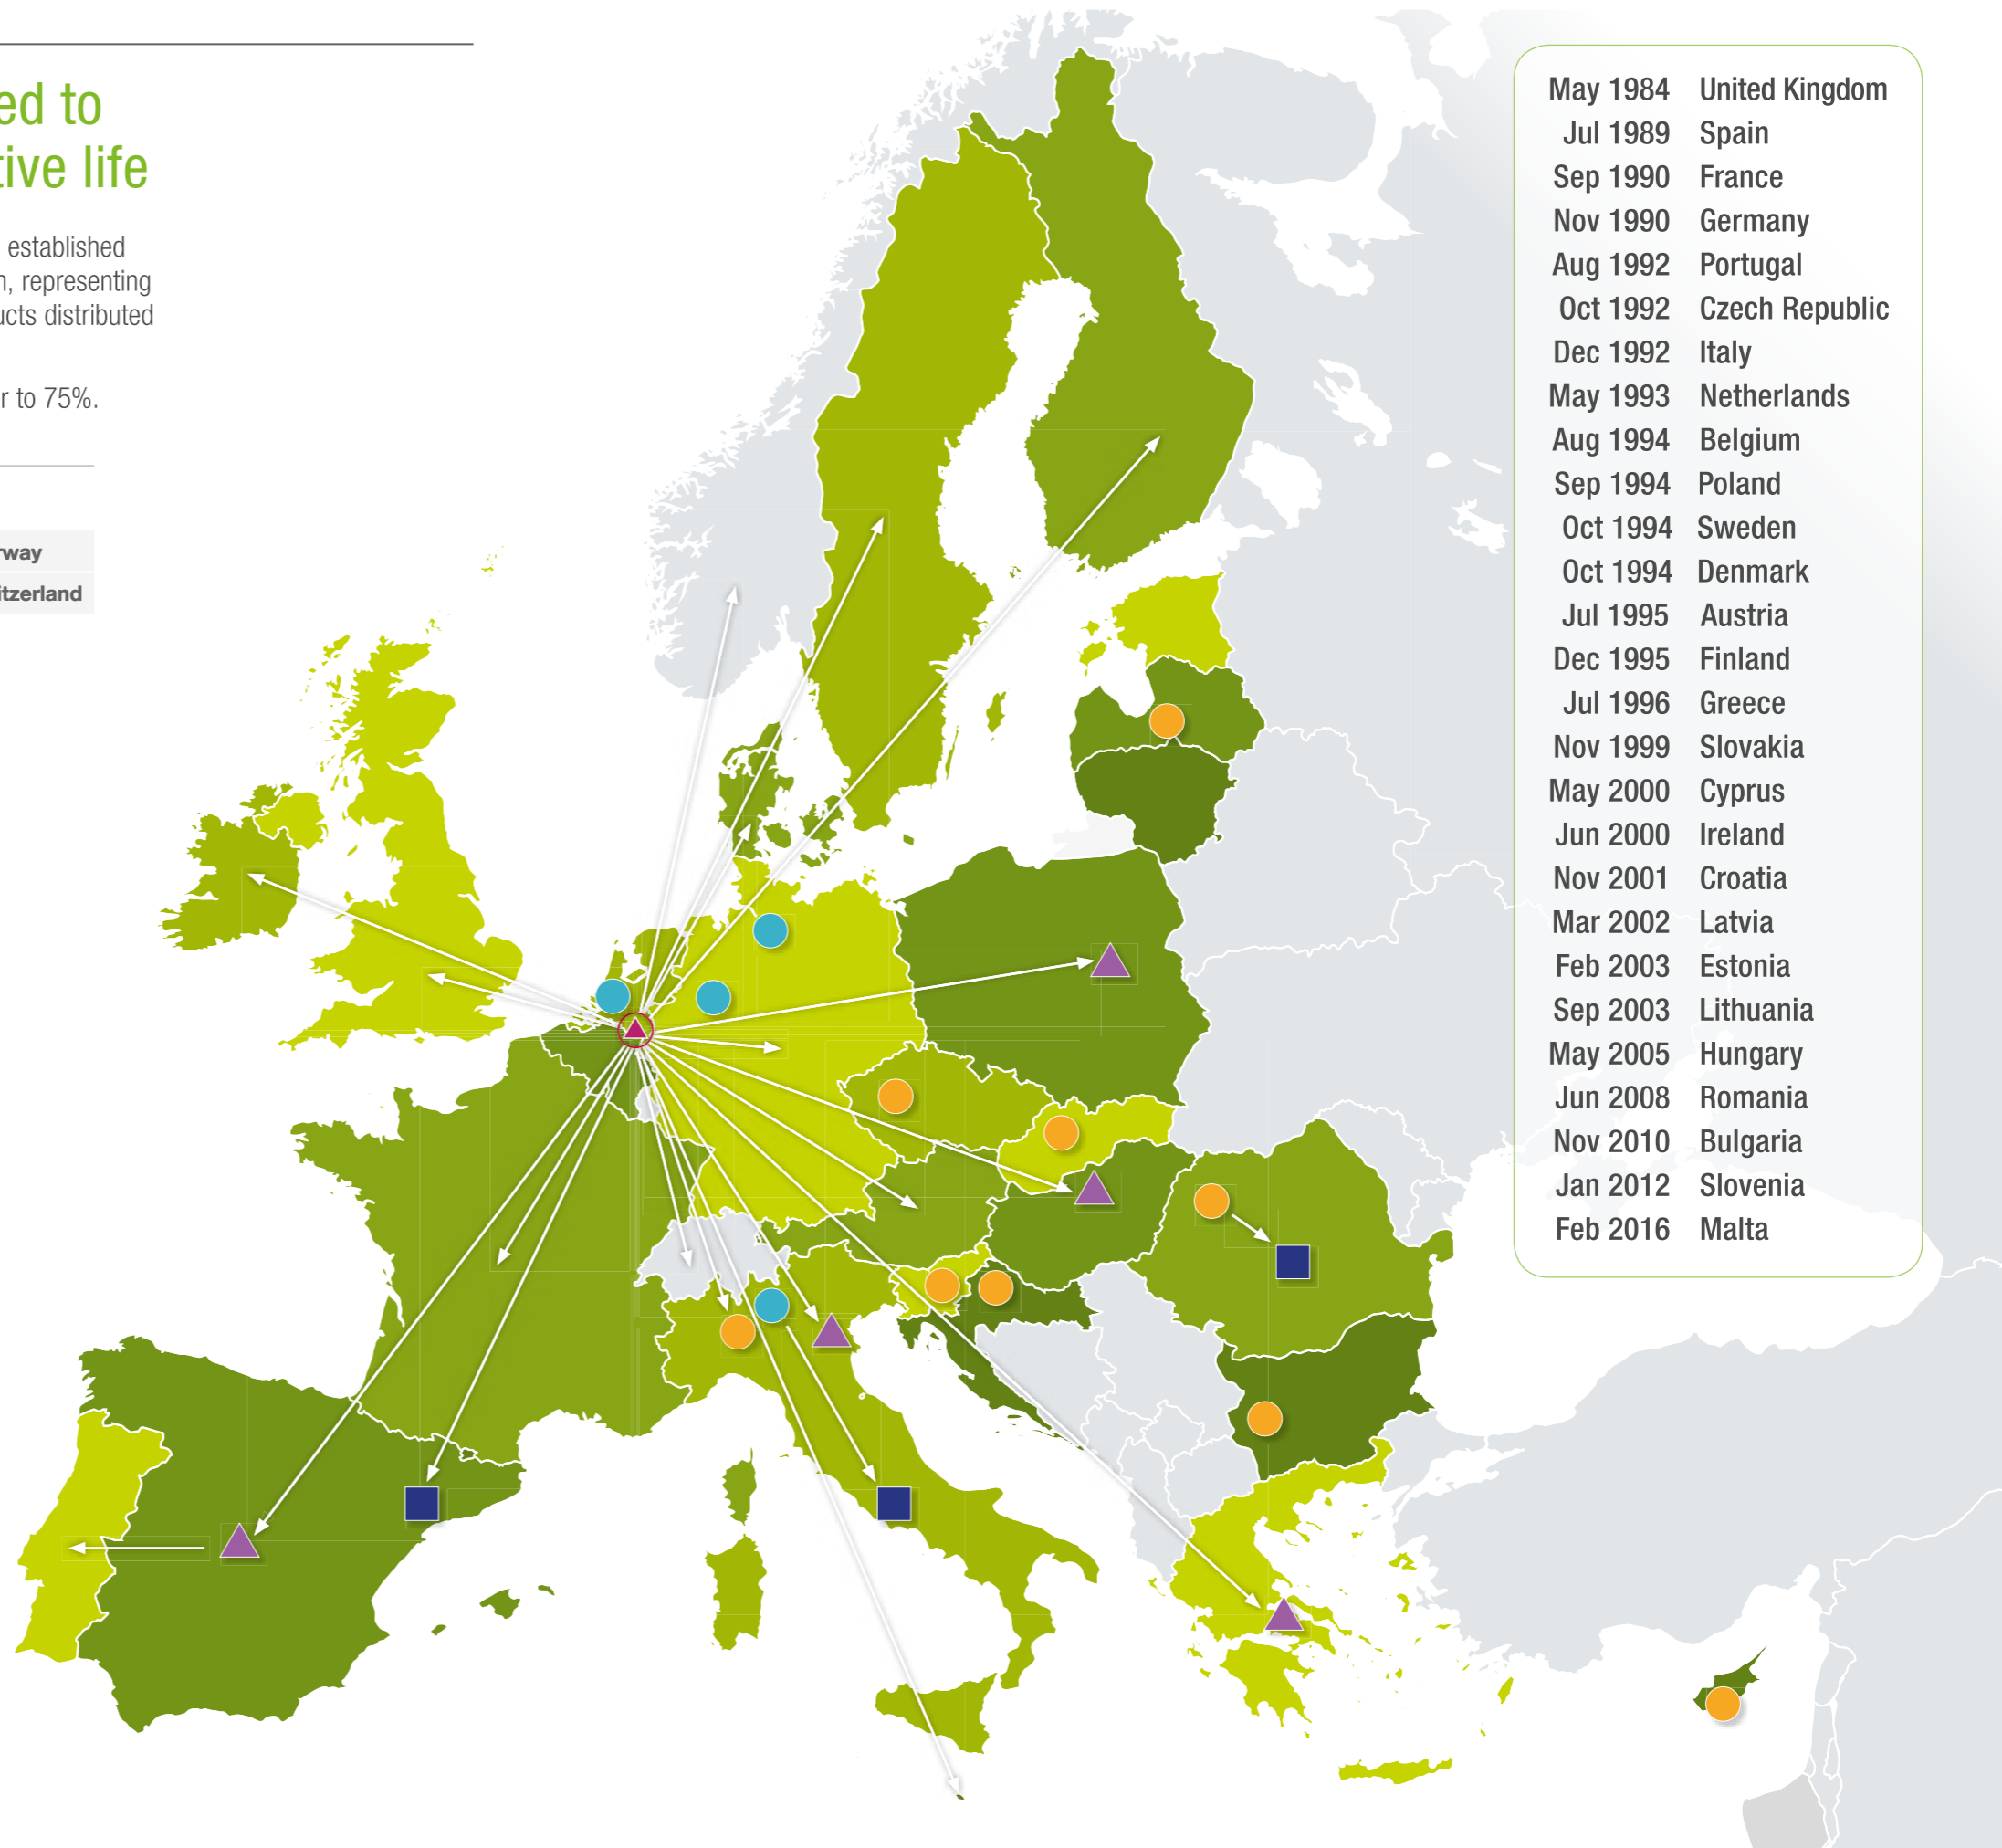 ed to
tive life
established
n, representing
ucts distributed
r to 75%.
rway
itzerland
May 1984 United Kingdom
Jul 1989 Spain
Sep 1990 France
Nov 1990 Germany
Aug 1992 Portugal
Oct 1992 Czech Republic
Dec 1992 Italy
May 1993 Netherlands
Aug 1994 Belgium
Sep 1994 Poland
Oct 1994 Sweden
Oct 1994 Denmark
Jul 1995 Austria
Dec 1995 Finland
Jul 1996 Greece
Nov 1999 Slovakia
May 2000 Cyprus
Jun 2000 Ireland
Nov 2001 Croatia
Mar 2002 Latvia
Feb 2003 Estonia
Sep 2003 Lithuania
May 2005 Hungary
Jun 2008 Romania
Nov 2010 Bulgaria
Jan 2012 Slovenia
Feb 2016 Malta